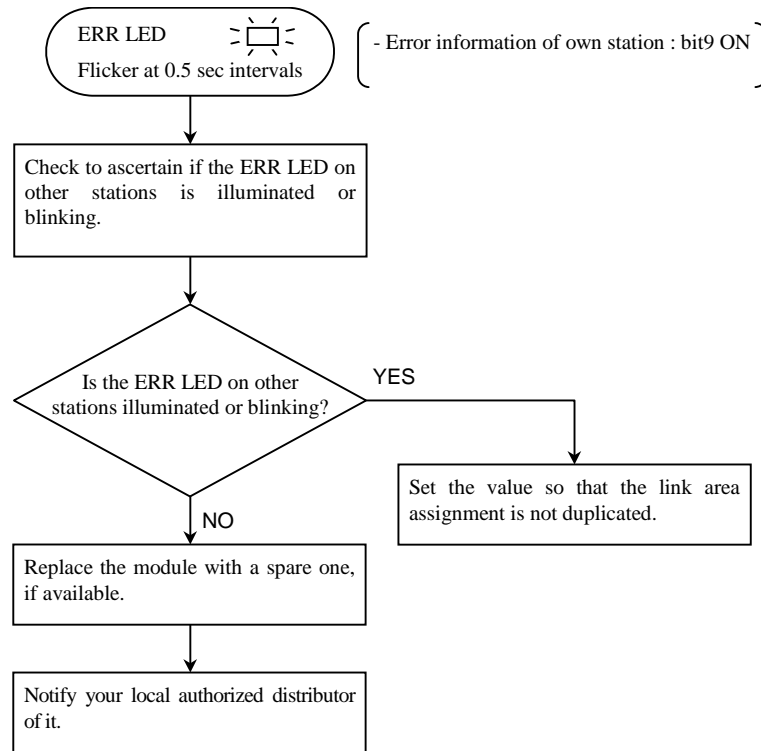 ERR LED
Flicker at 0.5 sec intervals
- Error information of own station : bit9 ON
Check to ascertain if the ERR LED on
other stations is illuminated or
blinking.
Is the ERR LED on other
stations illuminated or blinking?
YES
Set the value so that the link area
assignment is not duplicated.
NO
Replace the module with a spare one,
if available.
Notify your local authorized distributor
of it.